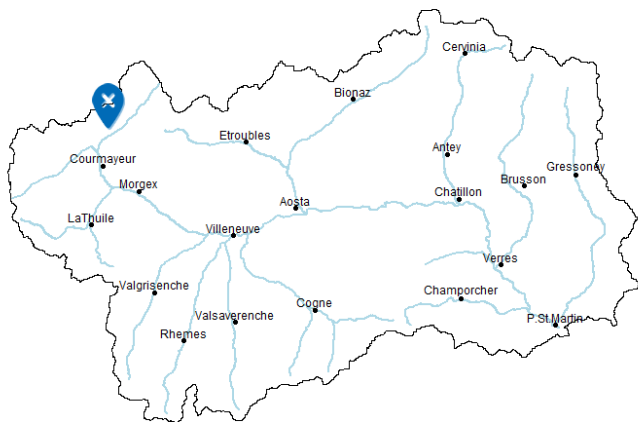 Cervinia
Bionaz
Etroubles
Antey
Courmayeur
Gressoney
Morgex
Brusson
Chatillon
Aosta
LaThuile
Villeneuve
Verres
Valgrisenche
Champorcher
Cogne
Valsaverenche
P.St.Martin
Rhemes